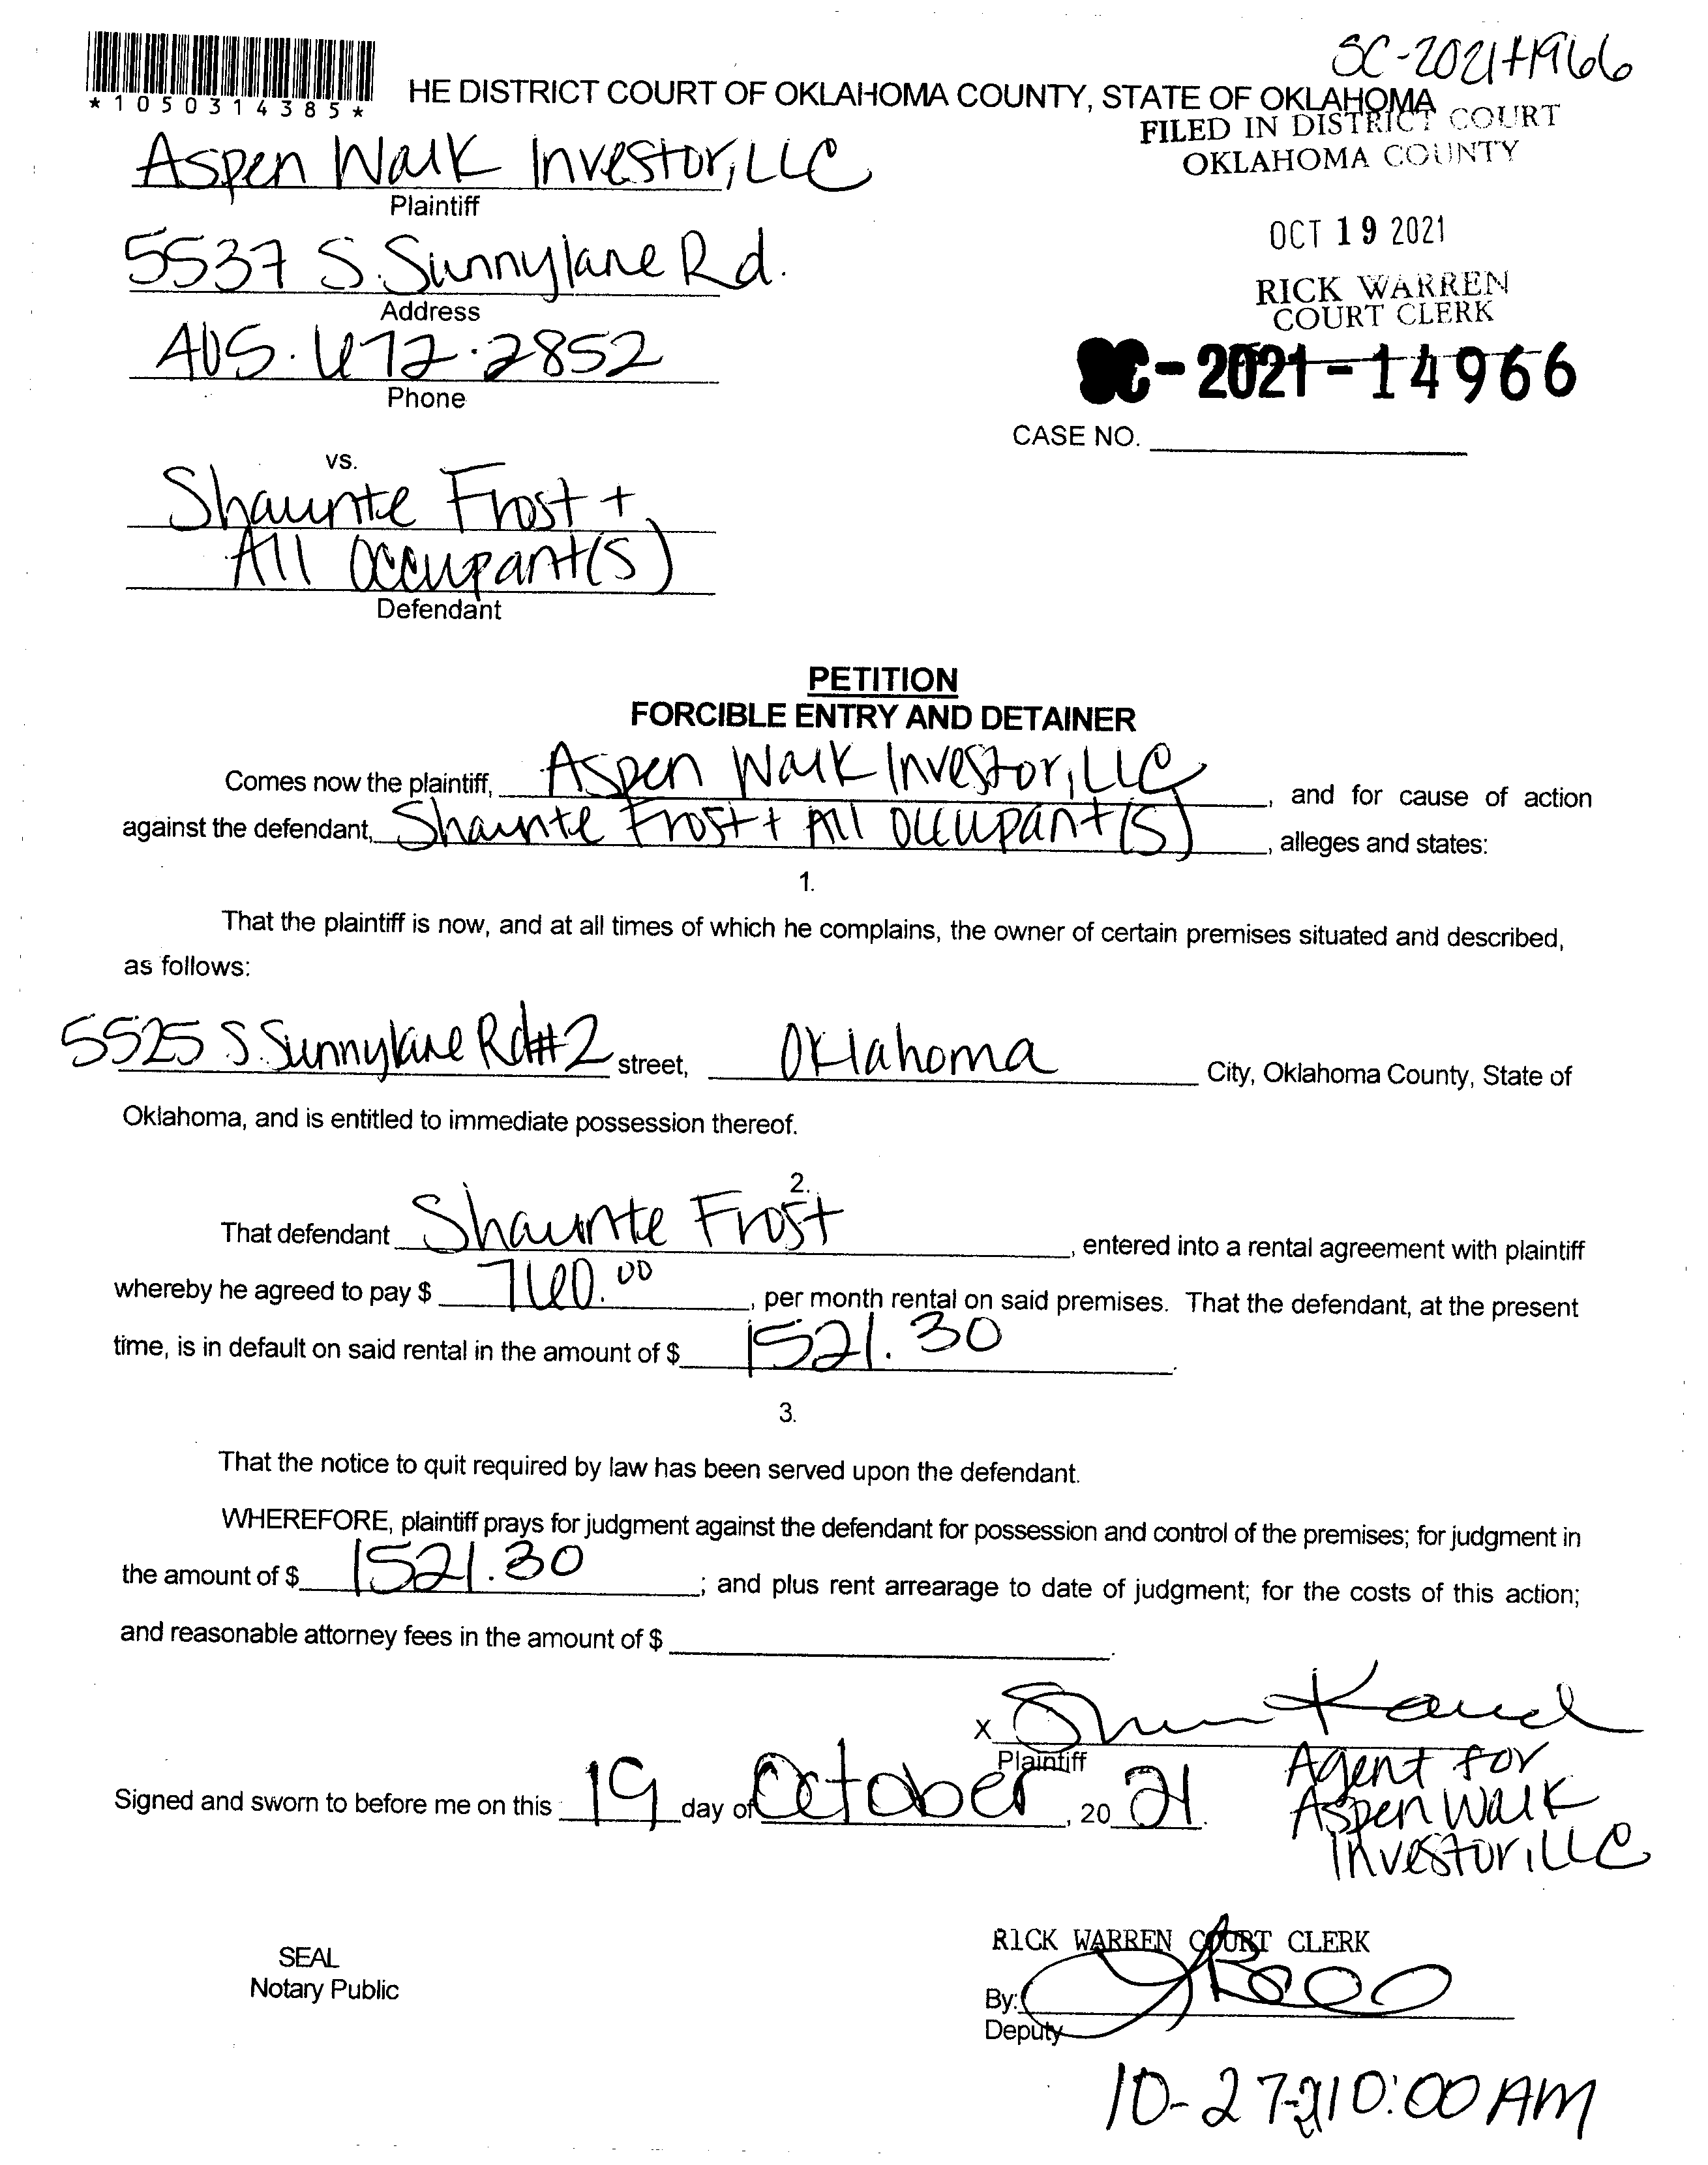 SC-2021-14966
*1050314385*
HE DISTRICT COURT OF OKLAHOMA COUNTY, STATE OF OKLAHOMA
FILED IN DISTRICT COURT
OKLAHOMA COUNTY
Aspen Walk Investor, LLC
Plaintiff
OCT 19 2021
5537 S. Sunnylane Rd.
Address
RICK WARREN
COURT CLERK
405.672.2852
Phone
SC-2021-14966
CASE NO.
vs.
Shaunte Frost +
All Occupant(s)
Defendant
PETITION
FORCIBLE ENTRY AND DETAINER
Comes now the plaintiff, Aspen Walk Investor, LLC, and for cause of action
against the defendant, Shaunte Frost + All Occupant(s), alleges and states:
1.
That the plaintiff is now, and at all times of which he complains, the owner of certain premises situated and described,
as follows:
5525 S. Sunnylane Rd #2 street, Oklahoma City, Oklahoma County, State of
Oklahoma, and is entitled to immediate possession thereof.
2.
That defendant Shaunte Frost, entered into a rental agreement with plaintiff
whereby he agreed to pay $ 760.00, per month rental on said premises. That the defendant, at the present
time, is in default on said rental in the amount of $ 1521.30.
3.
That the notice to quit required by law has been served upon the defendant.
WHEREFORE, plaintiff prays for judgment against the defendant for possession and control of the premises; for judgment in
the amount of $ 1521.30; and plus rent arrearage to date of judgment; for the costs of this action;
and reasonable attorney fees in the amount of $ .
X
Plaintiff
Agent for
Aspen Walk
Investor, LLC
Signed and sworn to before me on this 19 day of October, 20 21.
RICK WARREN COURT CLERK
SEAL
Notary Public
By:
Deputy
10-27-21 10:00 AM